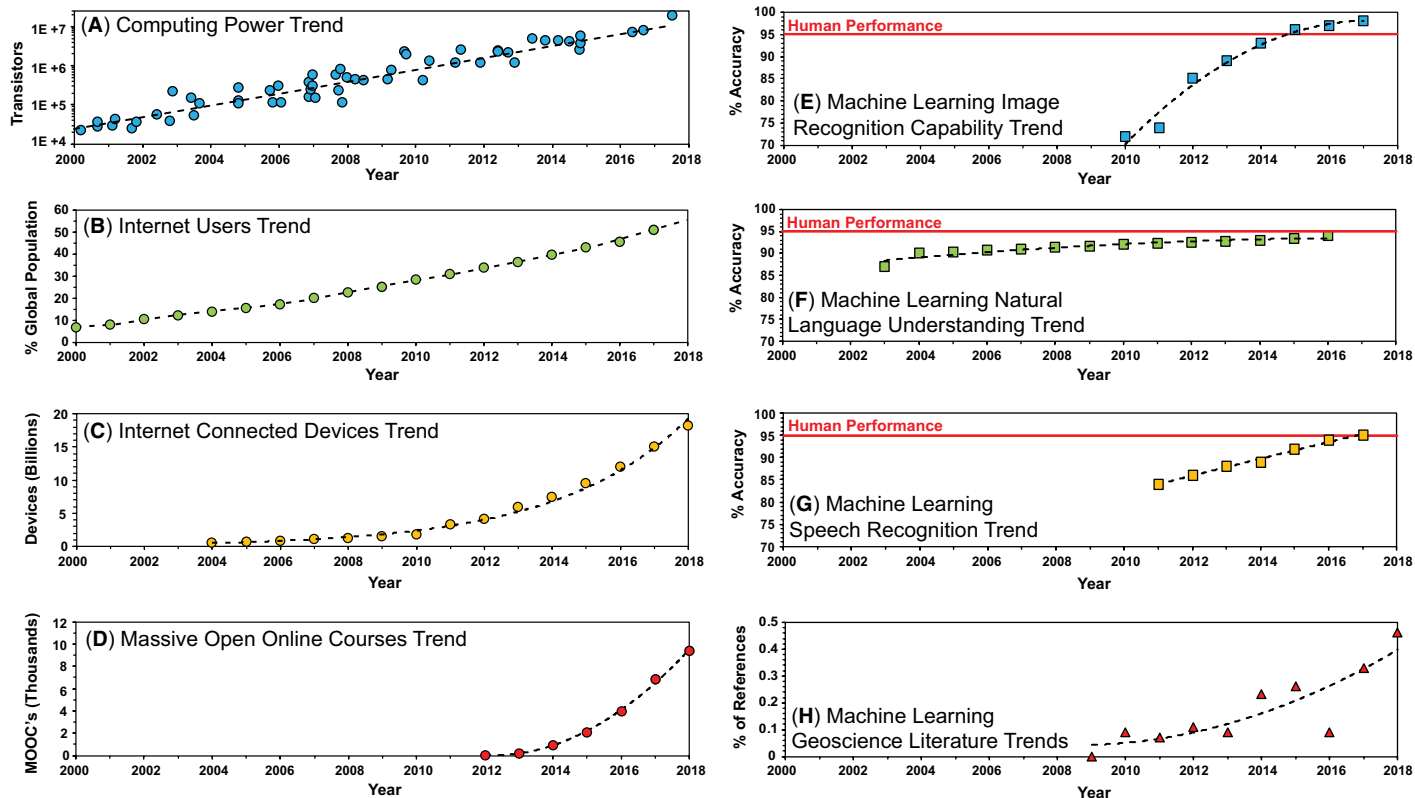 (A) Computing Power Trend
Transistors
1E +7
1E +6
1E +5
1E +4
2000 2002 2004 2006 2008 2010 2012 2014 2016 2018
Year
(B) Internet Users Trend
% Global Population
60
50
40
30
20
10
0
2000 2002 2004 2006 2008 2010 2012 2014 2016 2018
Year
(C) Internet Connected Devices Trend
Devices (Billions)
20
15
10
5
0
2000 2002 2004 2006 2008 2010 2012 2014 2016 2018
Year
(D) Massive Open Online Courses Trend
MOOC's (Thousands)
12
10
8
6
4
2
0
2000 2002 2004 2006 2008 2010 2012 2014 2016 2018
Year
Human Performance
(E) Machine Learning Image
Recognition Capability Trend
% Accuracy
100
95
90
85
80
75
70
2000 2002 2004 2006 2008 2010 2012 2014 2016 2018
Year
Human Performance
(F) Machine Learning Natural
Language Understanding Trend
% Accuracy
100
95
90
85
80
75
70
2000 2002 2004 2006 2008 2010 2012 2014 2016 2018
Year
Human Performance
(G) Machine Learning
Speech Recognition Trend
% Accuracy
100
95
90
85
80
75
70
2000 2002 2004 2006 2008 2010 2012 2014 2016 2018
Year
(H) Machine Learning
Geoscience Literature Trends
% of References
0.5
0.4
0.3
0.2
0.1
0
2000 2002 2004 2006 2008 2010 2012 2014 2016 2018
Year